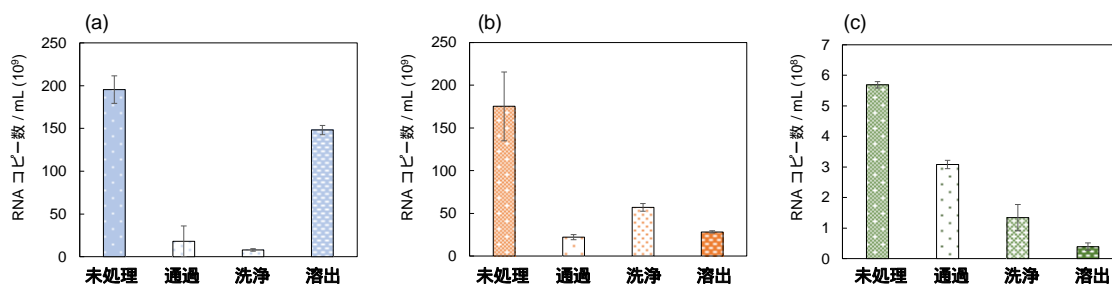 (a)
RNA コピー数 / mL (10⁹)
250
200
150
100
50
0
未処理 通過 洗浄 溶出
(b)
RNA コピー数 / mL (10⁹)
250
200
150
100
50
0
未処理 通過 洗浄 溶出
(c)
RNA コピー数 / mL (10⁸)
7
6
5
4
3
2
1
0
未処理 通過 洗浄 溶出